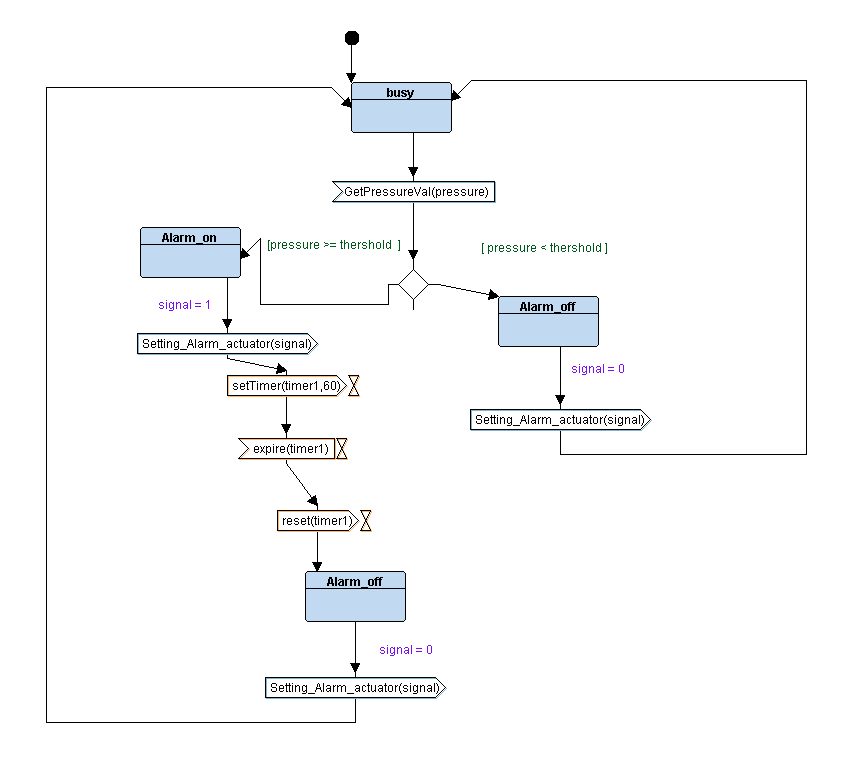 busy
GetPressureVal(pressure)
[pressure >= thershold ]
[ pressure < thershold ]
Alarm_on
Alarm_off
signal = 1
Setting_Alarm_actuator(signal)
signal = 0
setTimer(timer1,60)
Setting_Alarm_actuator(signal)
expire(timer1)
reset(timer1)
Alarm_off
signal = 0
Setting_Alarm_actuator(signal)